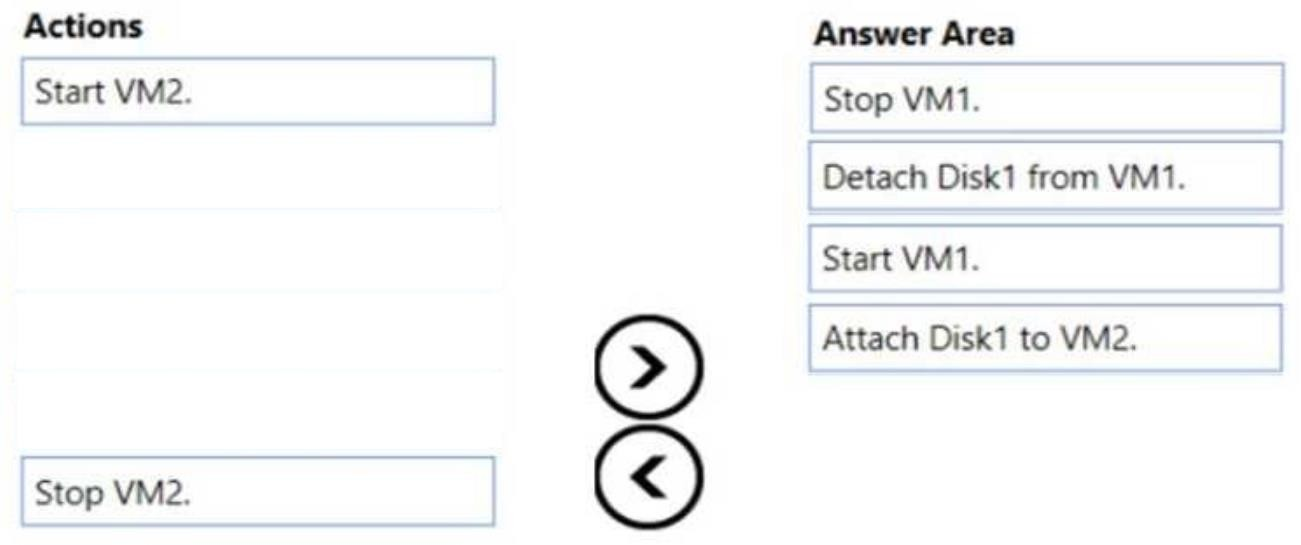 Actions
Start VM2.
Stop VM2.
Answer Area
Stop VM1.
Detach Disk1 from VM1.
Start VM1.
Attach Disk1 to VM2.